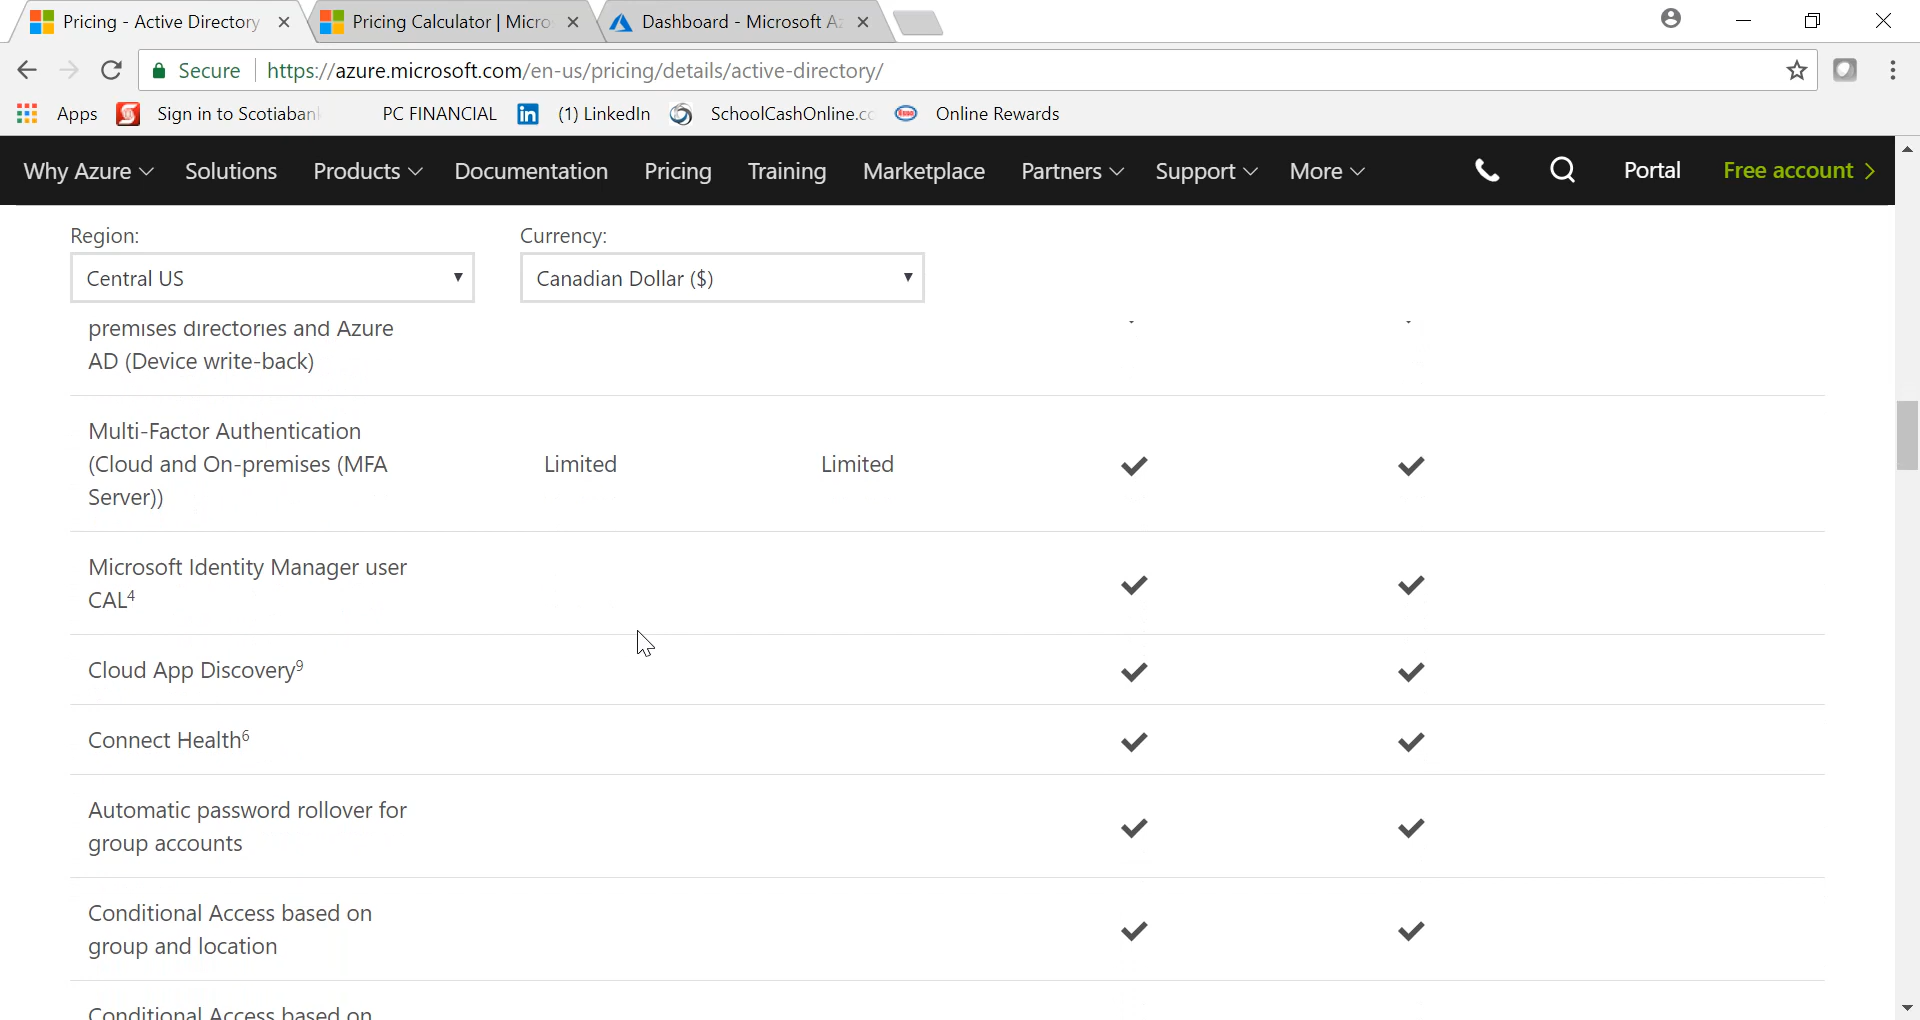 Pricing - Active Directory
Pricing Calculator | Micro
Dashboard - Microsoft A
Secure
https://azure.microsoft.com/en-us/pricing/details/active-directory/
Apps
Sign in to Scotiaban
PC FINANCIAL
in
(1) LinkedIn
SchoolCashOnline.c
Esso
Online Rewards
Why Azure
Solutions
Products
Documentation
Pricing
Training
Marketplace
Partners
Support
More
Portal
Free account >
Region:
Currency:
Central US
Canadian Dollar ($)
premises directories and Azure
AD (Device write-back)
Multi-Factor Authentication
(Cloud and On-premises (MFA
Server))
Limited
Limited
Microsoft Identity Manager user
CAL4
Cloud App Discovery9
Connect Health6
Automatic password rollover for
group accounts
Conditional Access based on
group and location
Conditional Access based on